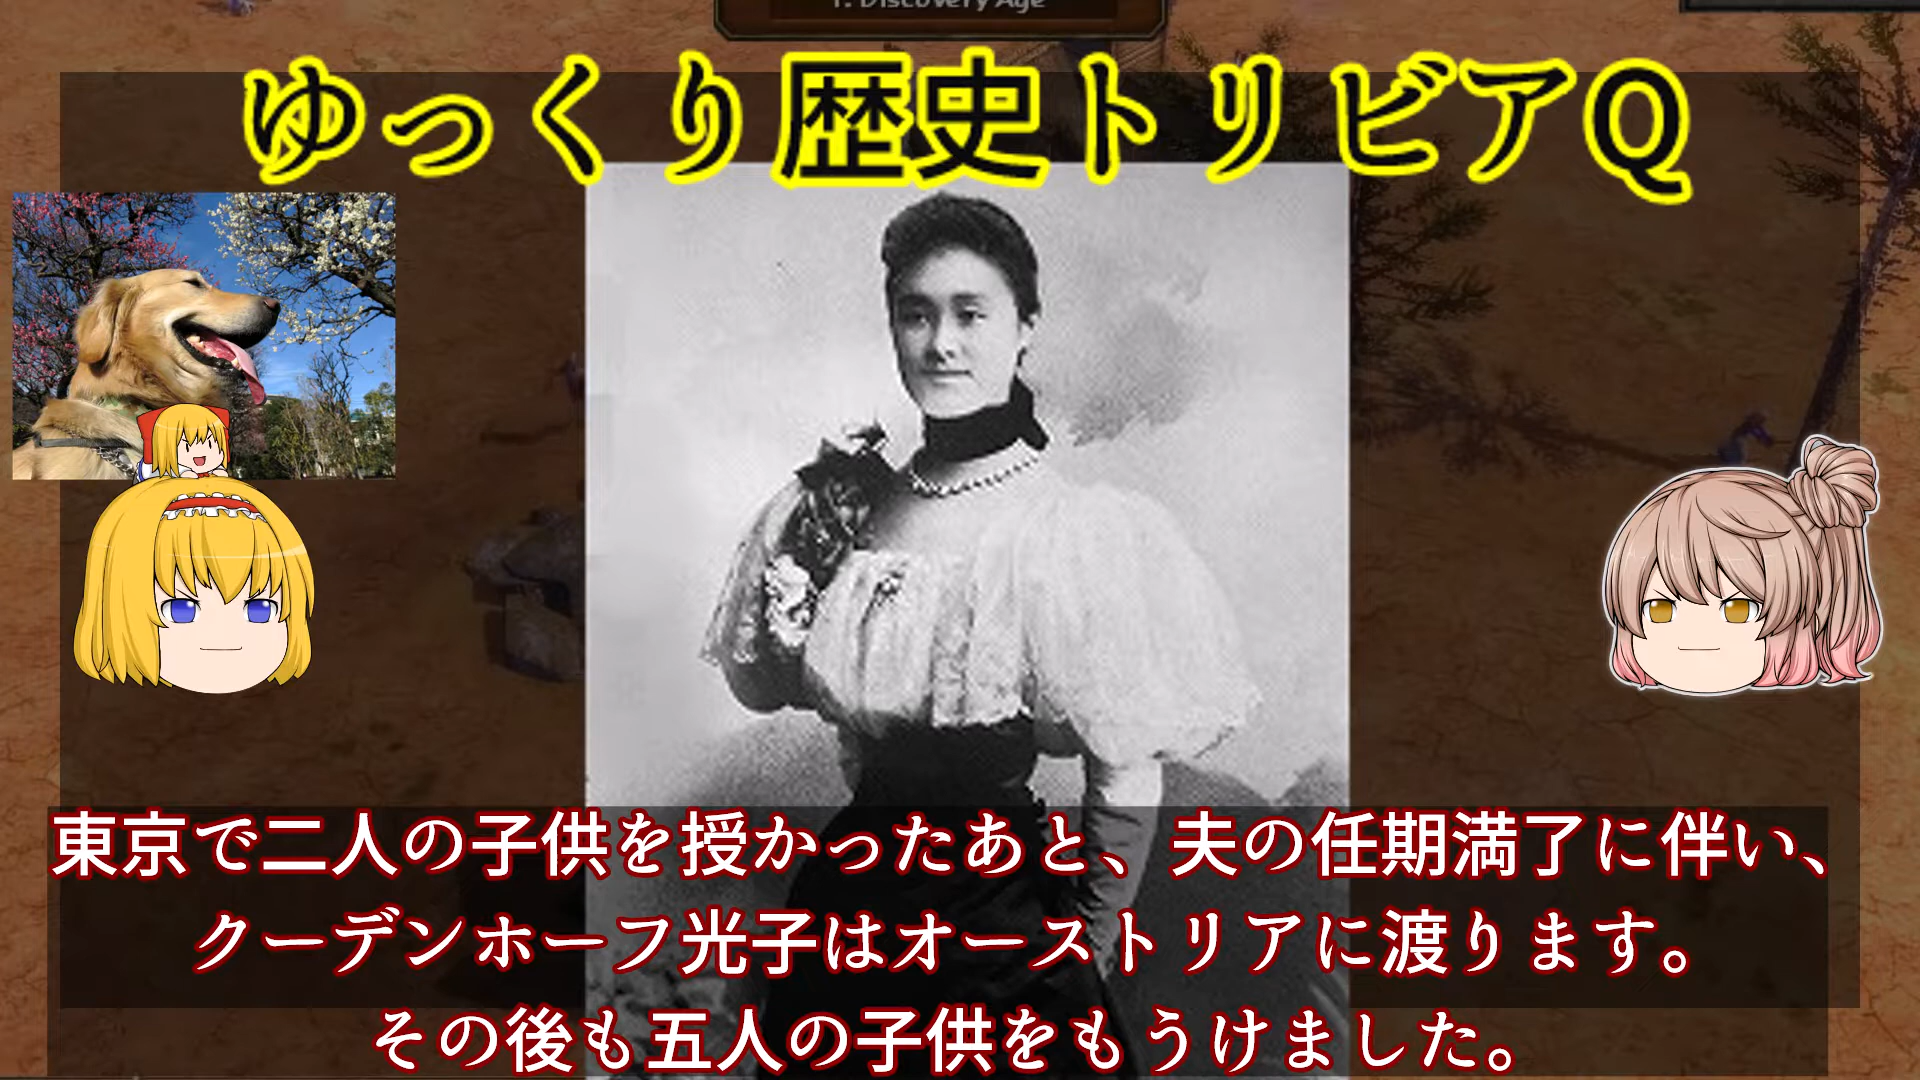 1. Discovery Age
ゆっくり歴史トリビアQ
東京で二人の子供を授かったあと、夫の任期満了に伴い、
クーデンホーフ光子はオーストリアに渡ります。
その後も五人の子供をもうけました。